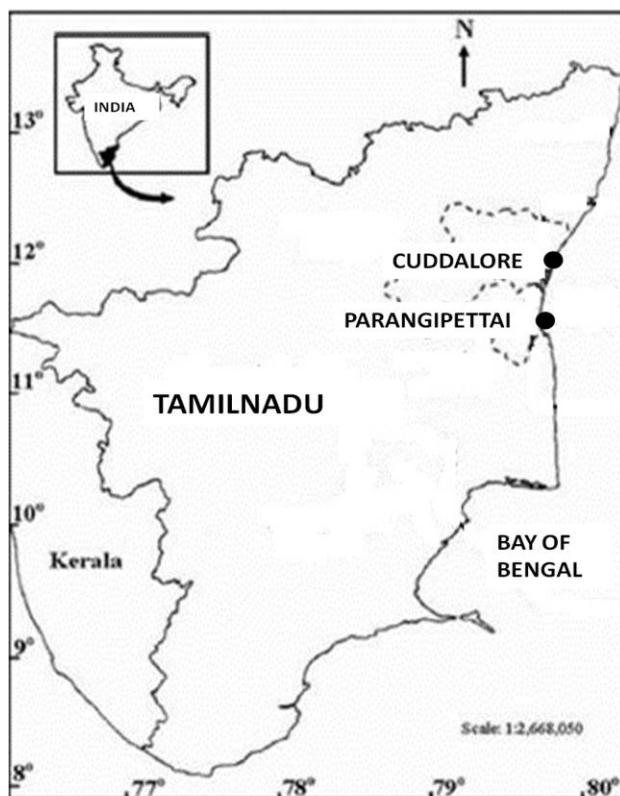 N
INDIA
13°
12°
CUDDALORE
PARANGIPETTAI
11°
TAMILNADU
10°
BAY OF
BENGAL
Kerala
9°
Scale: 1:2,668,050
8°
77°
78°
79°
80°